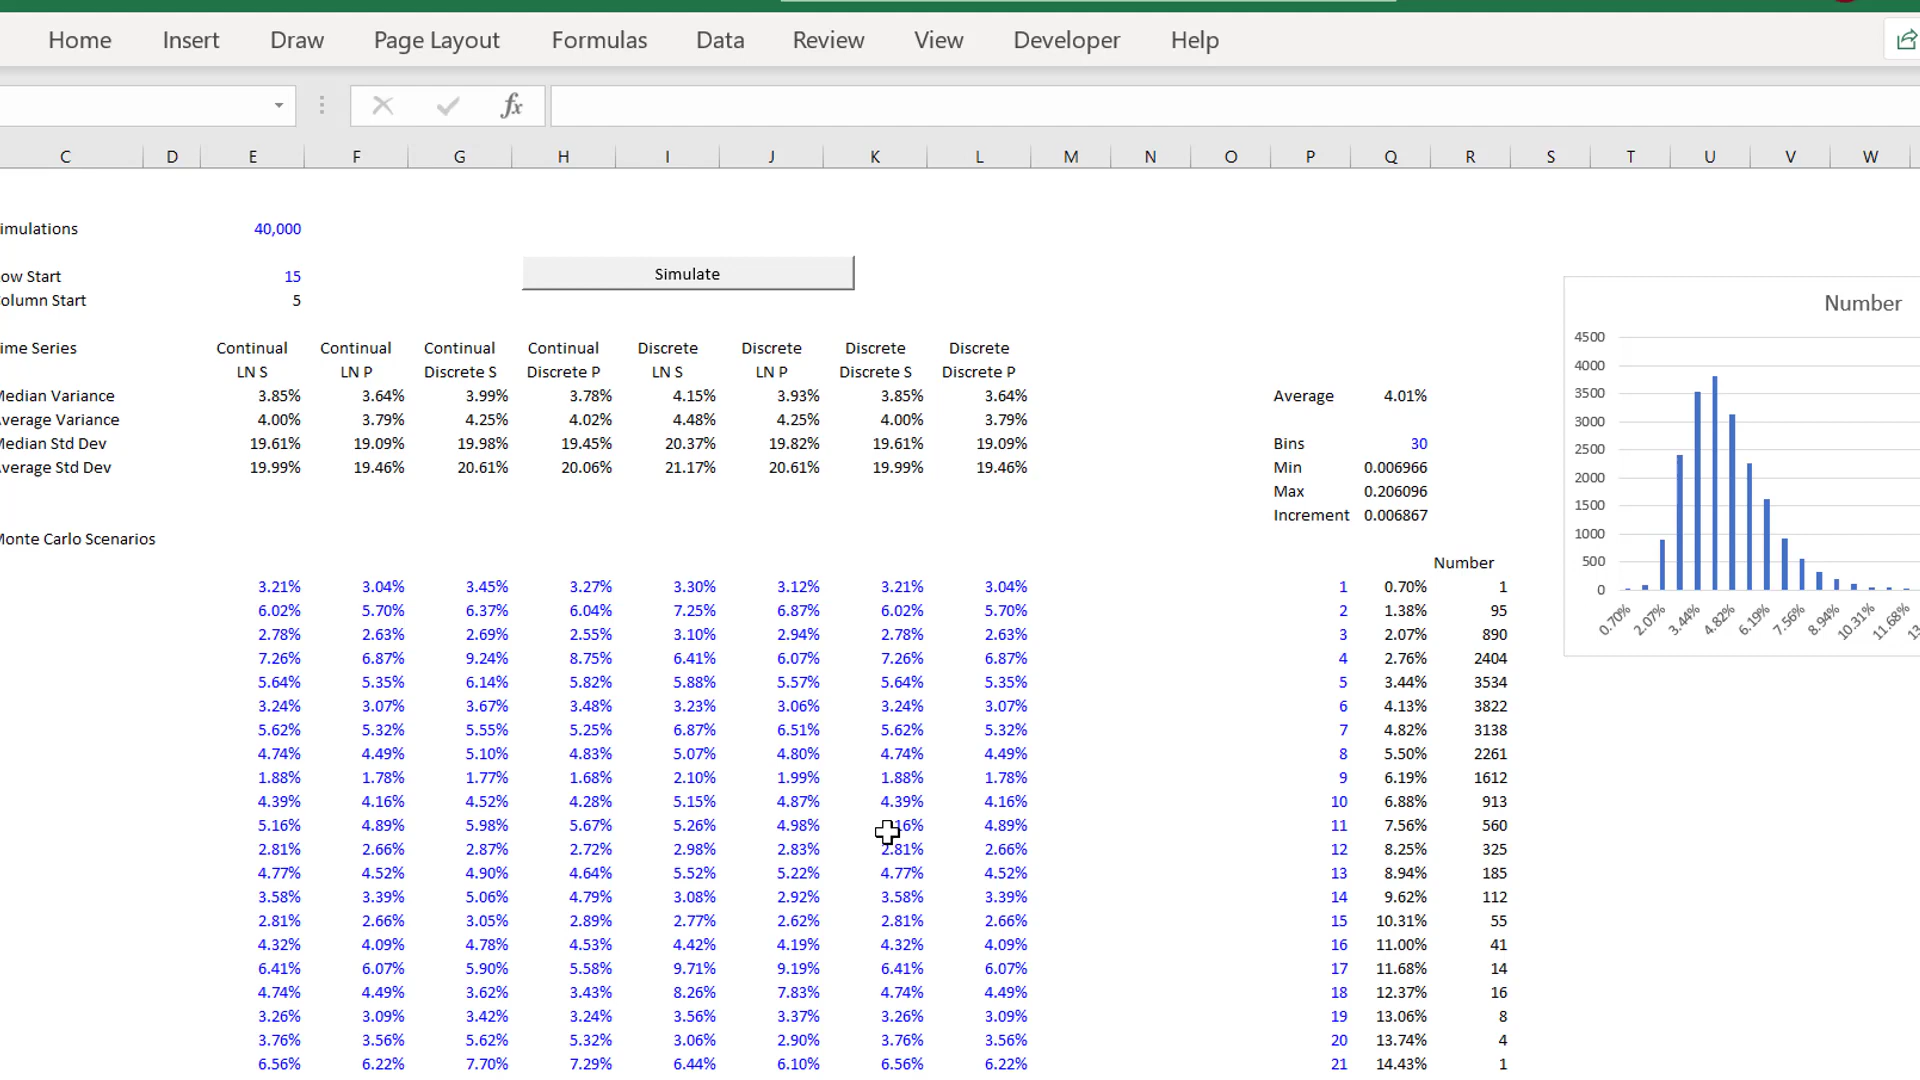 Home Insert Draw Page Layout Formulas Data Review View Developer Help
fx
C D E F G H I J K L M N O P Q R S T U V W
imulations 40,000
Simulate
ow Start 15
olumn Start 5
Number
ime Series Continual Continual Continual Continual Discrete Discrete Discrete Discrete
LN S LN P Discrete S Discrete P LN S LN P Discrete S Discrete P
Median Variance 3.85% 3.64% 3.99% 3.78% 4.15% 3.93% 3.85% 3.64% Average 4.01%
Average Variance 4.00% 3.79% 4.25% 4.02% 4.48% 4.25% 4.00% 3.79%
Median Std Dev 19.61% 19.09% 19.98% 19.45% 20.37% 19.82% 19.61% 19.09% Bins 30
Average Std Dev 19.99% 19.46% 20.61% 20.06% 21.17% 20.61% 19.99% 19.46% Min 0.006966
Max 0.206096
Increment 0.006867
Monte Carlo Scenarios
Number
3.21% 3.04% 3.45% 3.27% 3.30% 3.12% 3.21% 3.04% 1 0.70% 1
6.02% 5.70% 6.37% 6.04% 7.25% 6.87% 6.02% 5.70% 2 1.38% 95
2.78% 2.63% 2.69% 2.55% 3.10% 2.94% 2.78% 2.63% 3 2.07% 890
7.26% 6.87% 9.24% 8.75% 6.41% 6.07% 7.26% 6.87% 4 2.76% 2404
5.64% 5.35% 6.14% 5.82% 5.88% 5.57% 5.64% 5.35% 5 3.44% 3534
3.24% 3.07% 3.67% 3.48% 3.23% 3.06% 3.24% 3.07% 6 4.13% 3822
5.62% 5.32% 5.55% 5.25% 6.87% 6.51% 5.62% 5.32% 7 4.82% 3138
4.74% 4.49% 5.10% 4.83% 5.07% 4.80% 4.74% 4.49% 8 5.50% 2261
1.88% 1.78% 1.77% 1.68% 2.10% 1.99% 1.88% 1.78% 9 6.19% 1612
4.39% 4.16% 4.52% 4.28% 5.15% 4.87% 4.39% 4.16% 10 6.88% 913
5.16% 4.89% 5.98% 5.67% 5.26% 4.98% 16% 4.89% 11 7.56% 560
2.81% 2.66% 2.87% 2.72% 2.98% 2.83% 2.81% 2.66% 12 8.25% 325
4.77% 4.52% 4.90% 4.64% 5.52% 5.22% 4.77% 4.52% 13 8.94% 185
3.58% 3.39% 5.06% 4.79% 3.08% 2.92% 3.58% 3.39% 14 9.62% 112
2.81% 2.66% 3.05% 2.89% 2.77% 2.62% 2.81% 2.66% 15 10.31% 55
4.32% 4.09% 4.78% 4.53% 4.42% 4.19% 4.32% 4.09% 16 11.00% 41
6.41% 6.07% 5.90% 5.58% 9.71% 9.19% 6.41% 6.07% 17 11.68% 14
4.74% 4.49% 3.62% 3.43% 8.26% 7.83% 4.74% 4.49% 18 12.37% 16
3.26% 3.09% 3.42% 3.24% 3.56% 3.37% 3.26% 3.09% 19 13.06% 8
3.76% 3.56% 5.62% 5.32% 3.06% 2.90% 3.76% 3.56% 20 13.74% 4
6.56% 6.22% 7.70% 7.29% 6.44% 6.10% 6.56% 6.22% 21 14.43% 1
4500
4000
3500
3000
2500
2000
1500
1000
500
0
0.70% 2.07% 3.44% 4.82% 6.19% 7.56% 8.94% 10.31% 11.68% 13